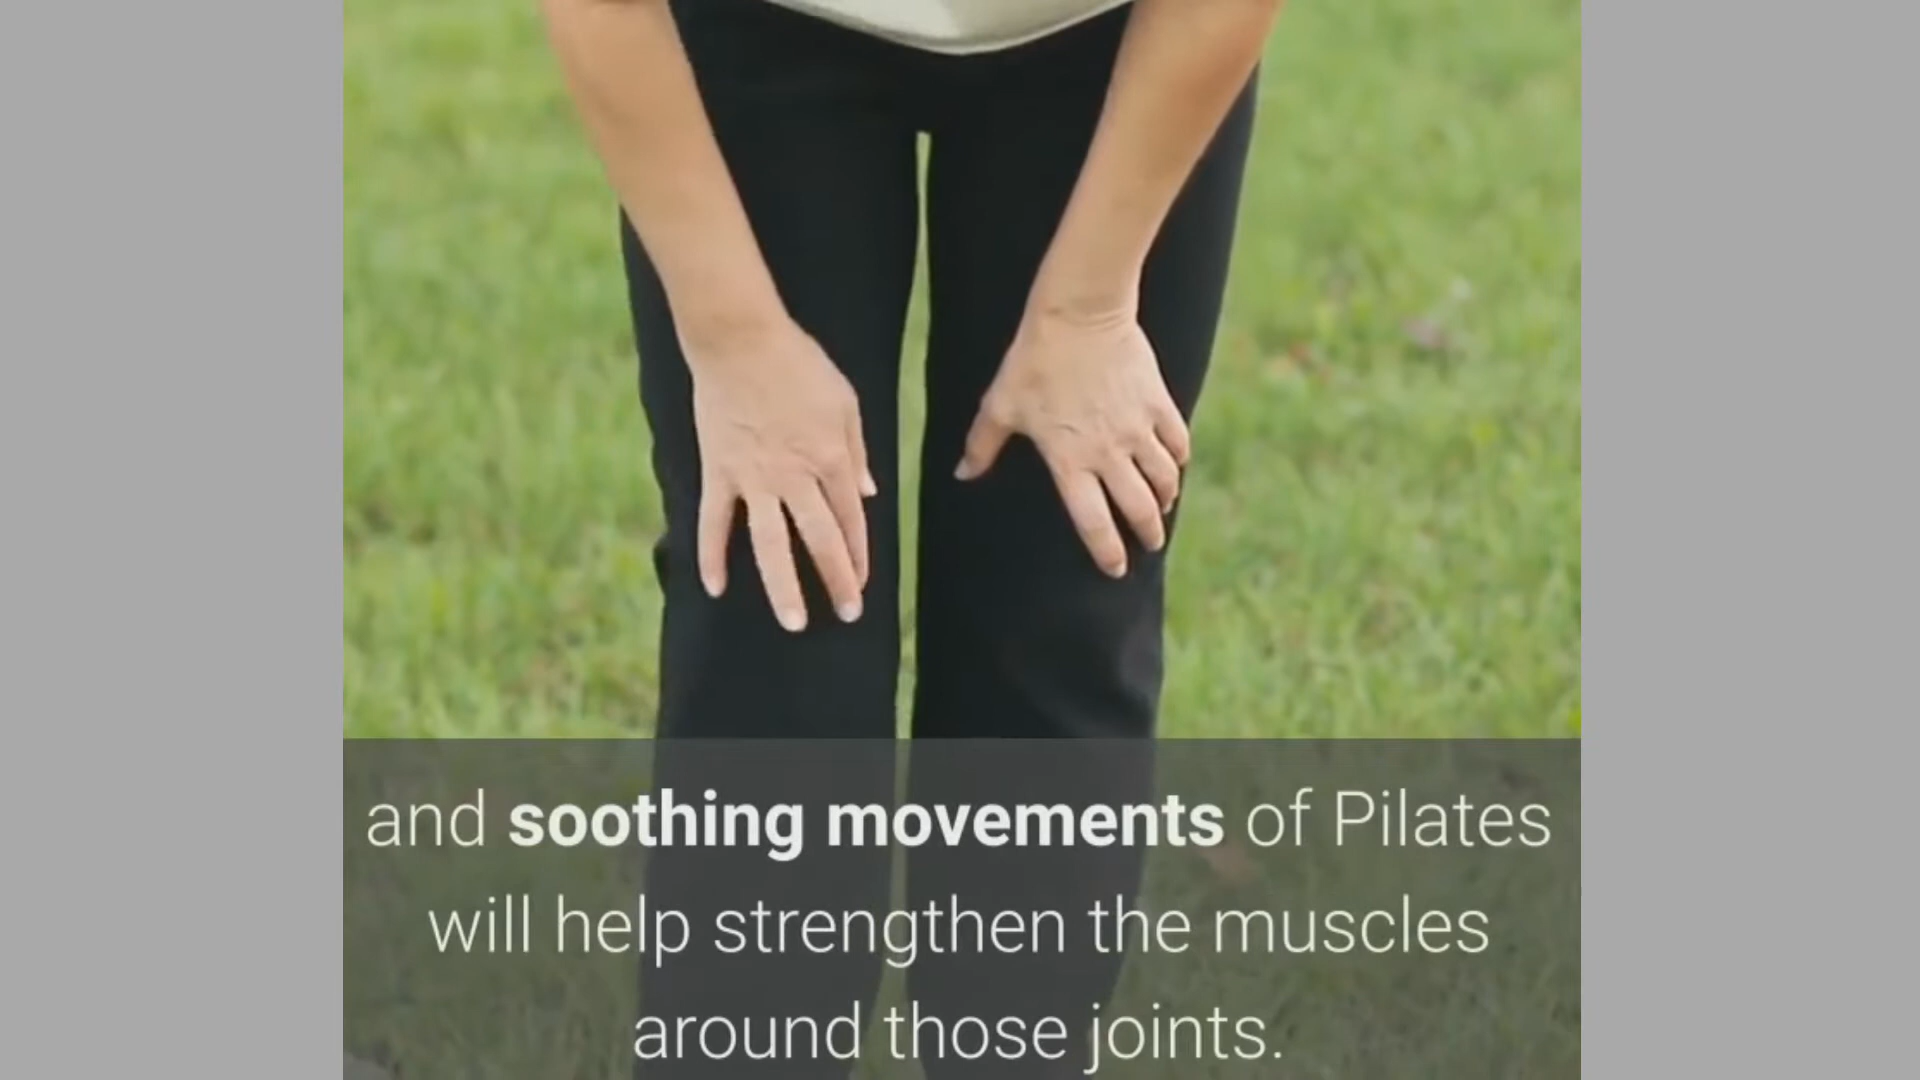 and soothing movements of Pilates
will help strengthen the muscles
around those joints.